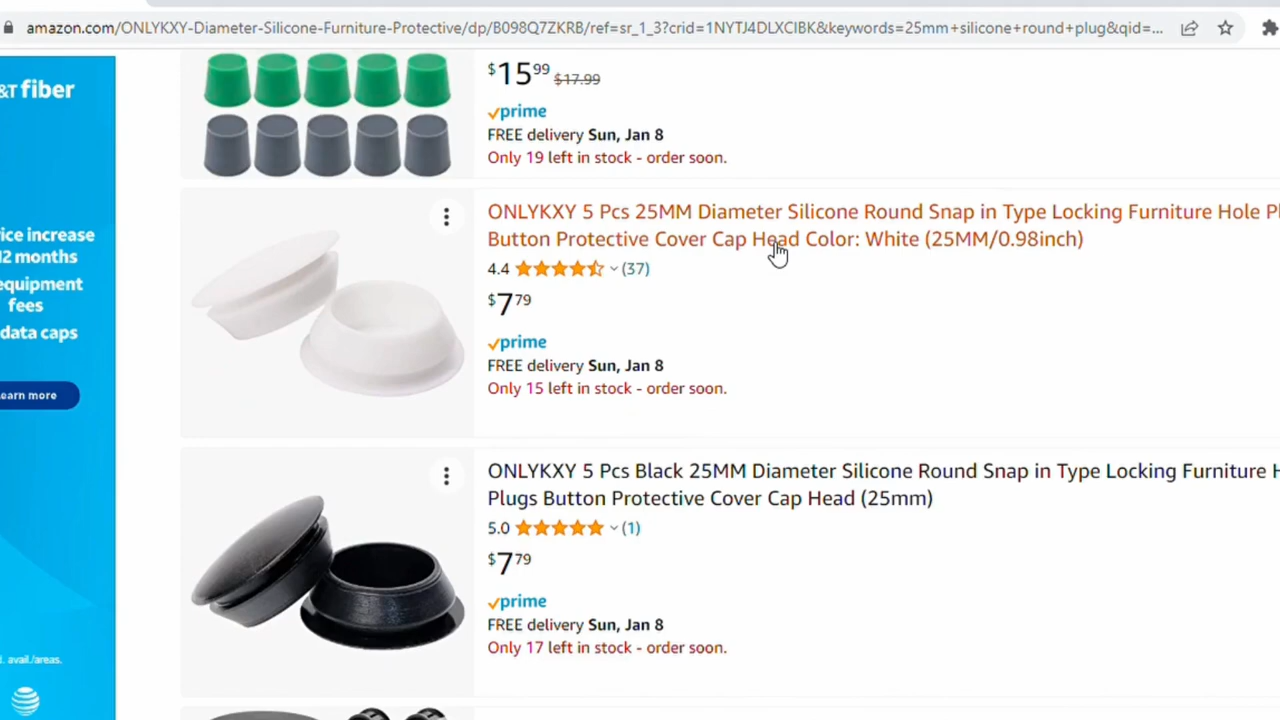 amazon.com/ONLYKXY-Diameter-Silicone-Furniture-Protective/dp/B098Q7ZKRB/ref=sr_1_3?crid=1NYTJ4DLXCIBK&keywords=25mm+silicone+round+plug&qid=...
&T fiber
ice increase
12 months
equipment
fees
data caps
earn more
. avail./areas.
$15 99 $17.99
prime
FREE delivery Sun, Jan 8
Only 19 left in stock - order soon.
ONLYKXY 5 Pcs 25MM Diameter Silicone Round Snap in Type Locking Furniture Hole Pl
Button Protective Cover Cap Head Color: White (25MM/0.98inch)
4.4 (37)
$7 79
prime
FREE delivery Sun, Jan 8
Only 15 left in stock - order soon.
ONLYKXY 5 Pcs Black 25MM Diameter Silicone Round Snap in Type Locking Furniture H
Plugs Button Protective Cover Cap Head (25mm)
5.0 (1)
$7 79
prime
FREE delivery Sun, Jan 8
Only 17 left in stock - order soon.